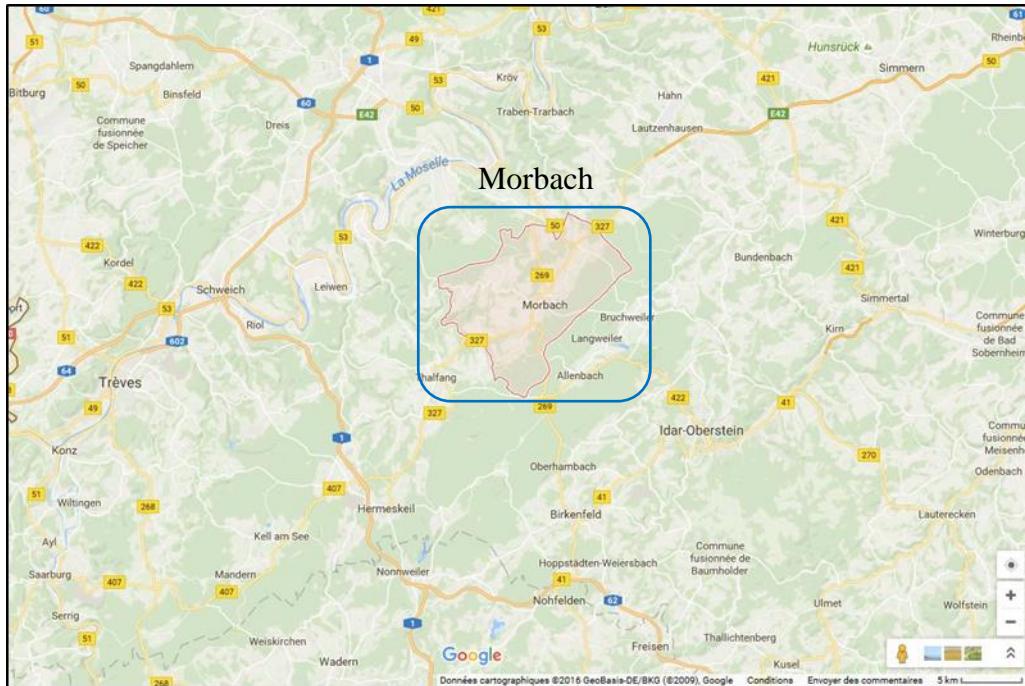 60
421
53
61
51
49
1
Hunsrück
Rheinb
Spangdahlem
Simmern
50
Kröv
53
421
50
Bitburg
Binsfeld
60
50
Hahn
Traben-Trarbach
E42
E42
Commune
fusionnée
de Speicher
Dreis
Lautzenhausen
La Moselle
Morbach
421
50
327
Winterburg
53
422
Kordel
Bundenbach
269
421
422
Schweich
Leiwen
Morbach
Simmertal
53
Riol
Bruchweiler
Kirn
Commune
fusionnée
de Bad
Sobernheim
51
602
327
Langweiler
64
Trèves
Thalfang
Allenbach
49
327
269
422
41
Konz
1
Idar-Oberstein
270
Oberhambach
Odenbach
51
Wiltingen
268
407
41
Hermeskeil
Birkenfeld
Lauterecken
Ayl
Kell am See
Commune
fusionnée de
Baumholder
Saarburg
407
Mandern
407
Nonnweiler
Hoppstädten-Weiersbach
41
Nohfelden
62
Ulmet
Wolfstein
Serrig
1
51
Weiskirchen
Thallichtenberg
Wadern
Freisen
Kusel
268
Google
Données cartographiques ©2016 GeoBasis-DE/BKG (©2009), Google Conditions Envoyer des commentaires 5 km